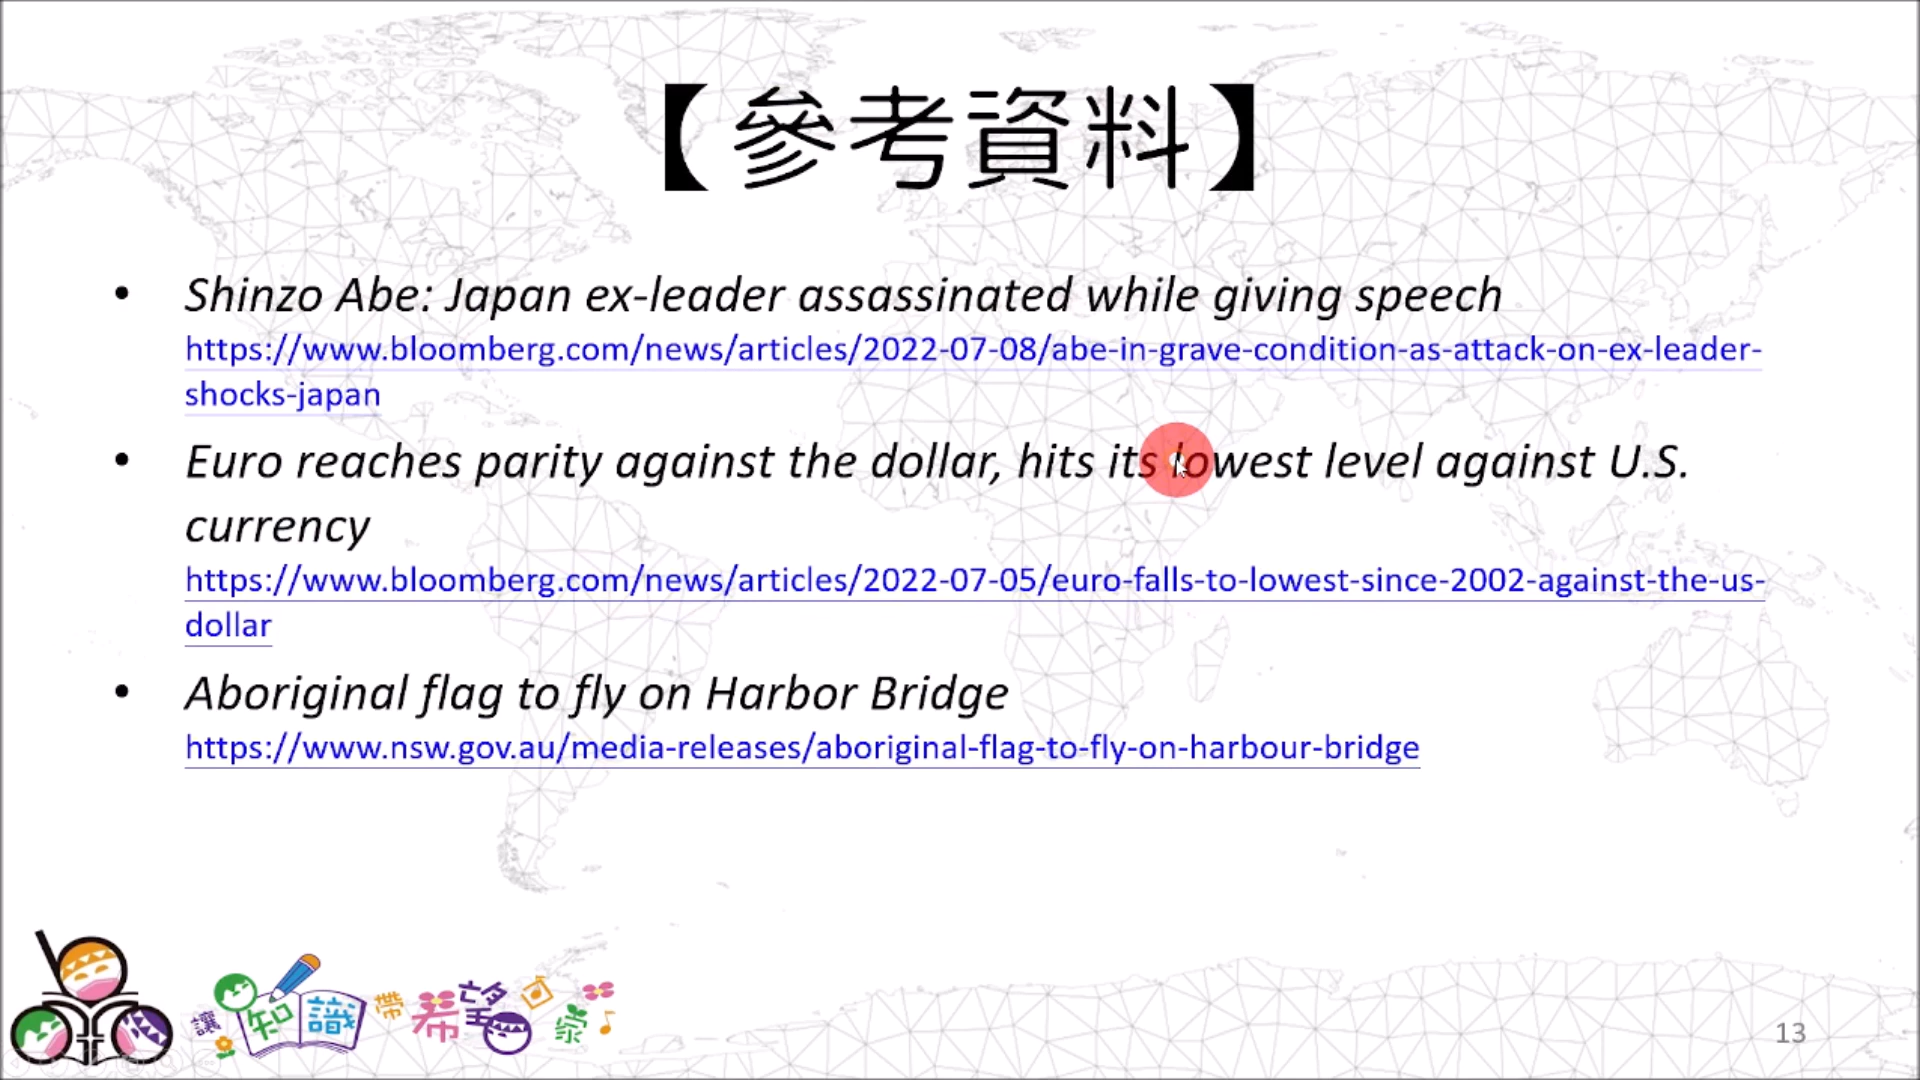 【參考資料】
• Shinzo Abe: Japan ex-leader assassinated while giving speech
https://www.bloomberg.com/news/articles/2022-07-08/abe-in-grave-condition-as-attack-on-ex-leader-
shocks-japan
• Euro reaches parity against the dollar, hits its lowest level against U.S.
currency
https://www.bloomberg.com/news/articles/2022-07-05/euro-falls-to-lowest-since-2002-against-the-us-
dollar
• Aboriginal flag to fly on Harbor Bridge
https://www.nsw.gov.au/media-releases/aboriginal-flag-to-fly-on-harbour-bridge
讓知識帶希望回家
13